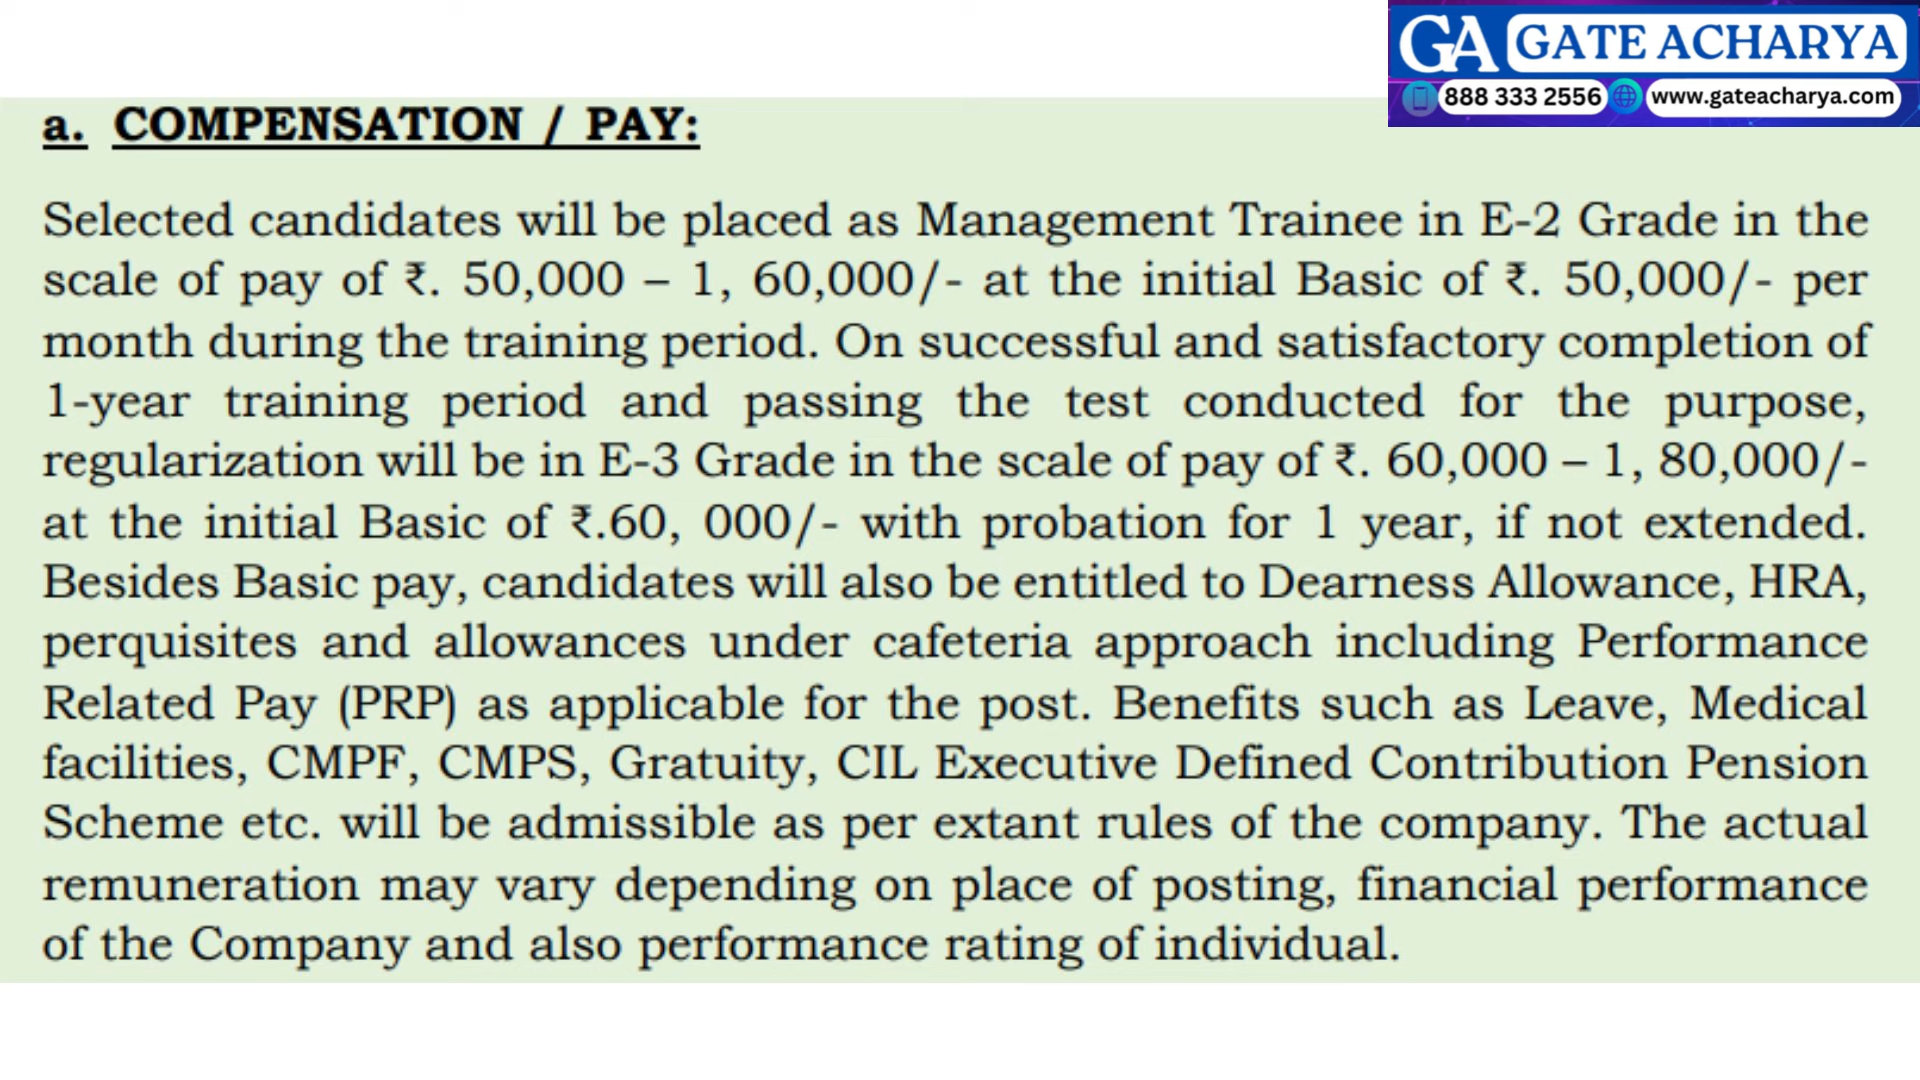 GA GATE ACHARYA
888 333 2556 www.gateacharya.com
a. COMPENSATION / PAY:
Selected candidates will be placed as Management Trainee in E-2 Grade in the
scale of pay of ₹. 50,000 – 1, 60,000/- at the initial Basic of ₹. 50,000/- per
month during the training period. On successful and satisfactory completion of
1-year training period and passing the test conducted for the purpose,
regularization will be in E-3 Grade in the scale of pay of ₹. 60,000 – 1, 80,000/-
at the initial Basic of ₹.60, 000/- with probation for 1 year, if not extended.
Besides Basic pay, candidates will also be entitled to Dearness Allowance, HRA,
perquisites and allowances under cafeteria approach including Performance
Related Pay (PRP) as applicable for the post. Benefits such as Leave, Medical
facilities, CMPF, CMPS, Gratuity, CIL Executive Defined Contribution Pension
Scheme etc. will be admissible as per extant rules of the company. The actual
remuneration may vary depending on place of posting, financial performance
of the Company and also performance rating of individual.